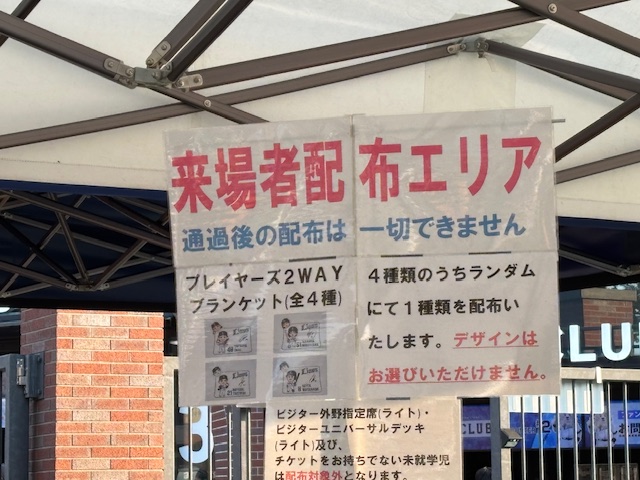 来場者配布エリア
通過後の配布は 一切できません
プレイヤーズ2WAY
ブランケット(全4種)
4種類のうちランダム
にて1種類を配布い
たします。デザインは
お選びいただけません。
ビジター外野指定席(ライト)・
ビジターユニバーサルデッキ
(ライト)及び、
チケットをお持ちでない未就学児
は配布対象外となります。
CLUB
CLUB